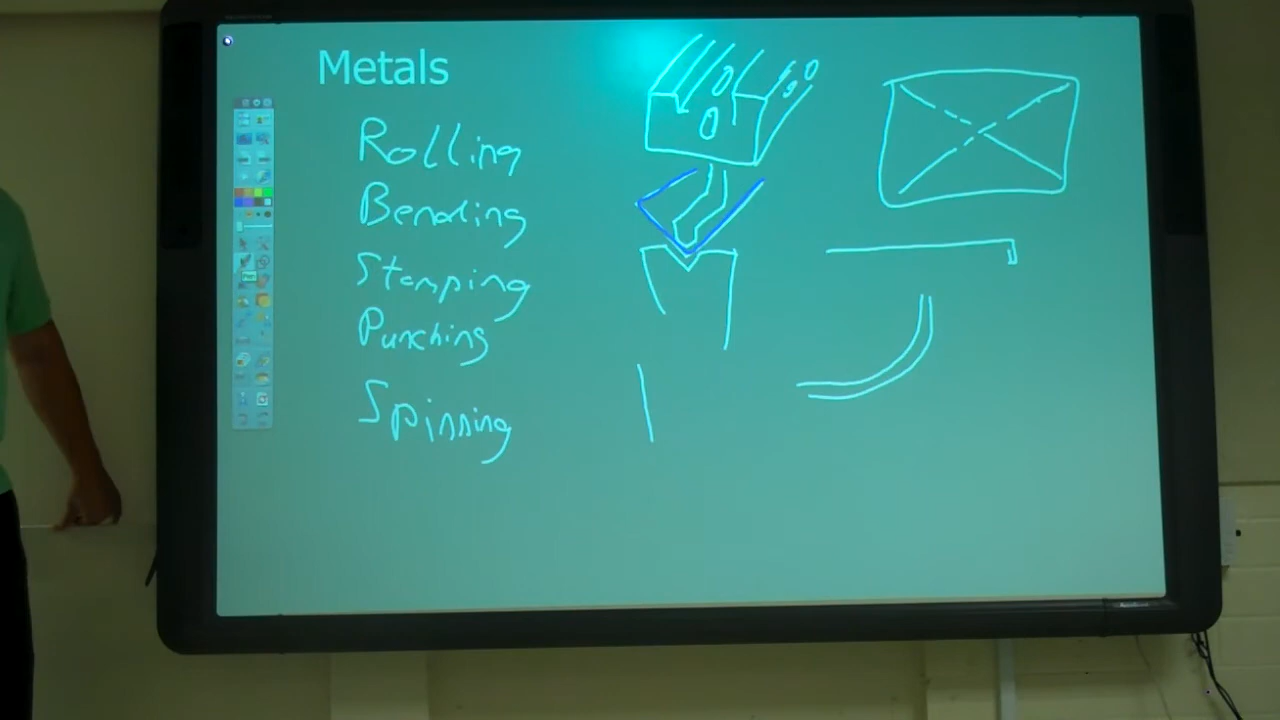 Metals
Rolling
Bending
Stamping
Punching
Spinning